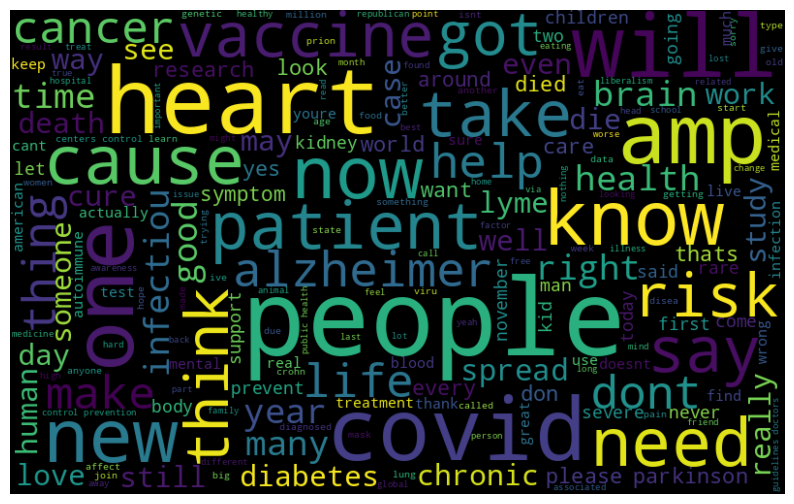 cancer
genetic
healthy
million
republican
point
isnt
children
going
much
sorry
type
vaccine
got
two
will
keep
way
see
result
treat
prion
eating
give
hospital
true
month
found
research
look
case
around
even
lost
old
time
heart
youre
better
died
liberalism
related
eat
important
read
age
food
another
brain
work
death
best
take
die
head
school
start
medical
cant
centers control learn
may
kidney
world
sure
care
data
worse
amp
change
let
might
yes
cause
now
help
want
health
women
cure
symptom
home
via
getting
live
american
issue
something
lyme
nothing
looking
study
infection
actually
trying
good
patient
well
factor
know
thing
someone
autoimmune
infectiou
state
call
free
week
illness
thats
awareness
ive
alzheimer
right
said
rare
one
test
hope
support
animal
feel
viru
november
man
today
disea
risk
think
made
public health
people
kid
first
come
day
medicine
hard
back
due
last
lot
yeah
mind
wrong
anyone
mental
real
crohn
blood
spread
use
doesnt
say
human
make
part
prevent
life
every
long
find
control prevention
body
family
treatment
thank
called
great
don
dont
severe
never
pain
really
new
diagnosed
year
many
mask
covid
person
need
friend
guidelines doctors
love
affect
join
still
different
big
diabetes
lung
global
chronic
please
parkinson
away
associated